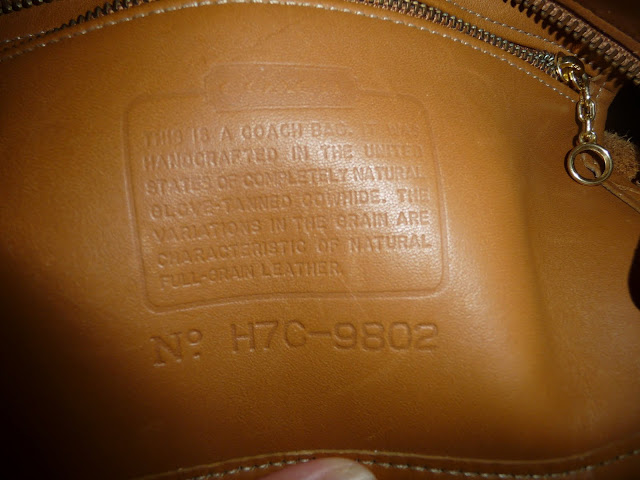 THIS IS A COACH BAG. IT WAS
HANDCRAFTED IN THE UNITED
STATES OF COMPLETELY NATURAL
GLOVE-TANNED COWHIDE. THE
VARIATIONS IN THE GRAIN ARE
CHARACTERISTIC OF NATURAL
FULL-GRAIN LEATHER.
No. H7C-9802